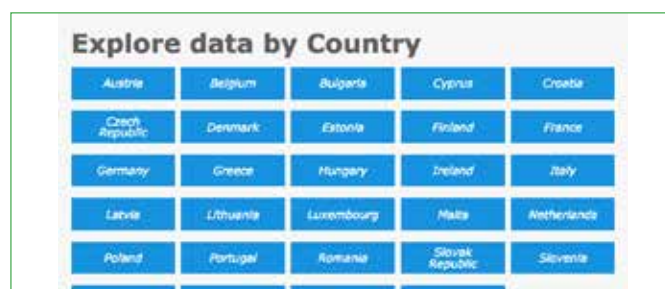 Explore data by Country
Austria Belgium Bulgaria Cyprus Croatia
Czech Republic Denmark Estonia Finland France
Germany Greece Hungary Ireland Italy
Latvia Lithuania Luxembourg Malta Netherlands
Poland Portugal Romania Slovak Republic Slovenia